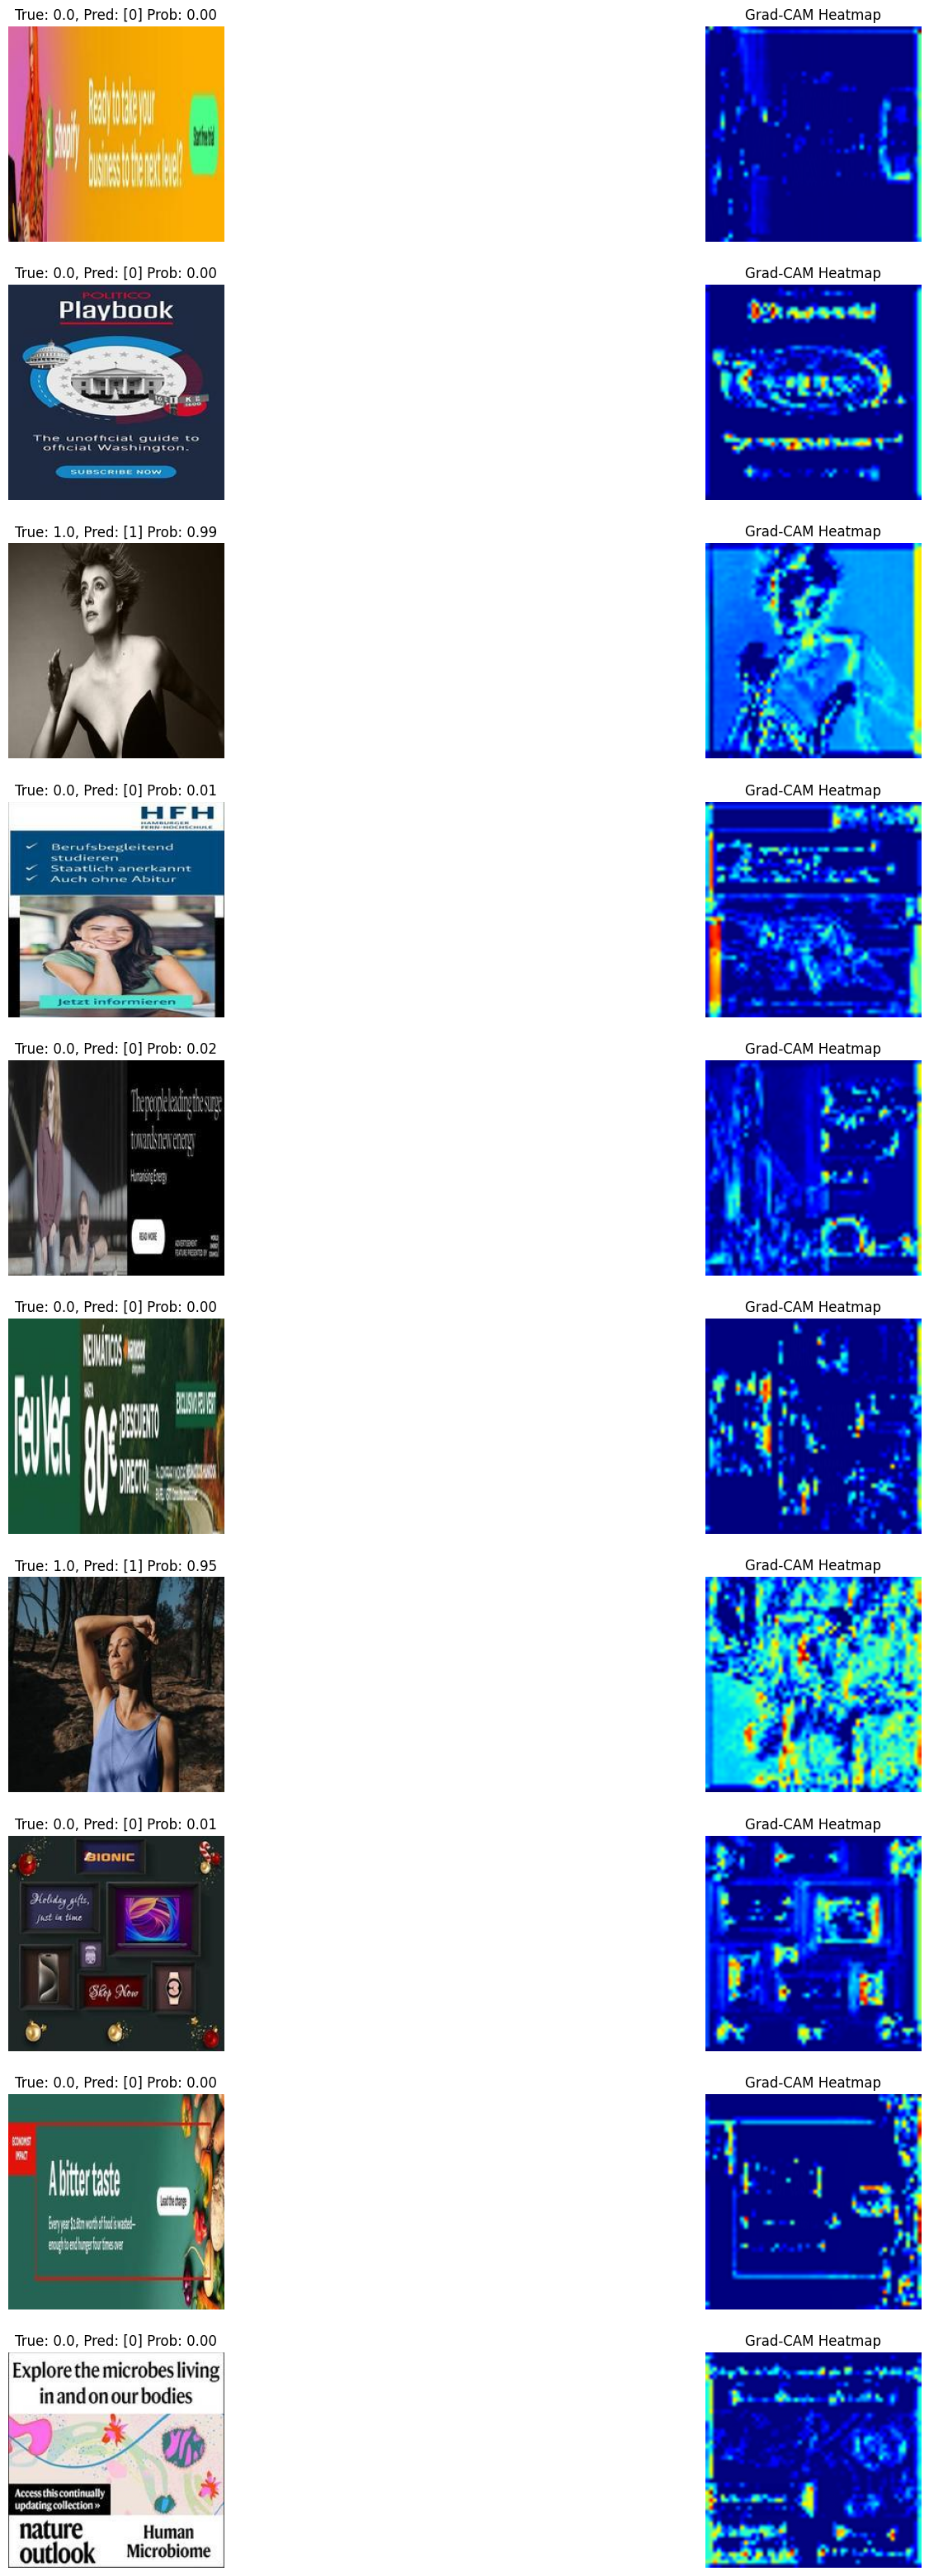 True: 0.0, Pred: [0] Prob: 0.00
Grad-CAM Heatmap
shopify
Ready to take your
business to the next level?
Start free trial
True: 0.0, Pred: [0] Prob: 0.00
Grad-CAM Heatmap
POLITICO
Playbook
The unofficial guide to
official Washington.
SUBSCRIBE NOW
True: 1.0, Pred: [1] Prob: 0.99
Grad-CAM Heatmap
True: 0.0, Pred: [0] Prob: 0.01
Grad-CAM Heatmap
HFH
HAMBURGER
FERN-HOCHSCHULE
Berufsbegleitend
studieren
Staatlich anerkannt
Auch ohne Abitur
Jetzt informieren
True: 0.0, Pred: [0] Prob: 0.02
Grad-CAM Heatmap
The people leading the surge
towards new energy
Humanising Energy
READ MORE
ADVERTISEMENT
FEATURE PRESENTED BY
WORLD
ENERGY
COUNCIL
True: 0.0, Pred: [0] Prob: 0.00
Grad-CAM Heatmap
Feu Vert
NEUMÁTICOS
HASTA
80€
¡DESCUENTO
DIRECTO!
EXCLUSIVO FEU VERT
True: 1.0, Pred: [1] Prob: 0.95
Grad-CAM Heatmap
True: 0.0, Pred: [0] Prob: 0.01
Grad-CAM Heatmap
BIONIC
Holiday gifts,
just in time
Shop Now
True: 0.0, Pred: [0] Prob: 0.00
Grad-CAM Heatmap
ECONOMIST
IMPACT
A bitter taste
Every year $2.6trn worth of food is wasted—
enough to end hunger four times over
Lead the change
True: 0.0, Pred: [0] Prob: 0.00
Grad-CAM Heatmap
Explore the microbes living
in and on our bodies
Access this continually
updating collection »
nature
outlook
Human
Microbiome